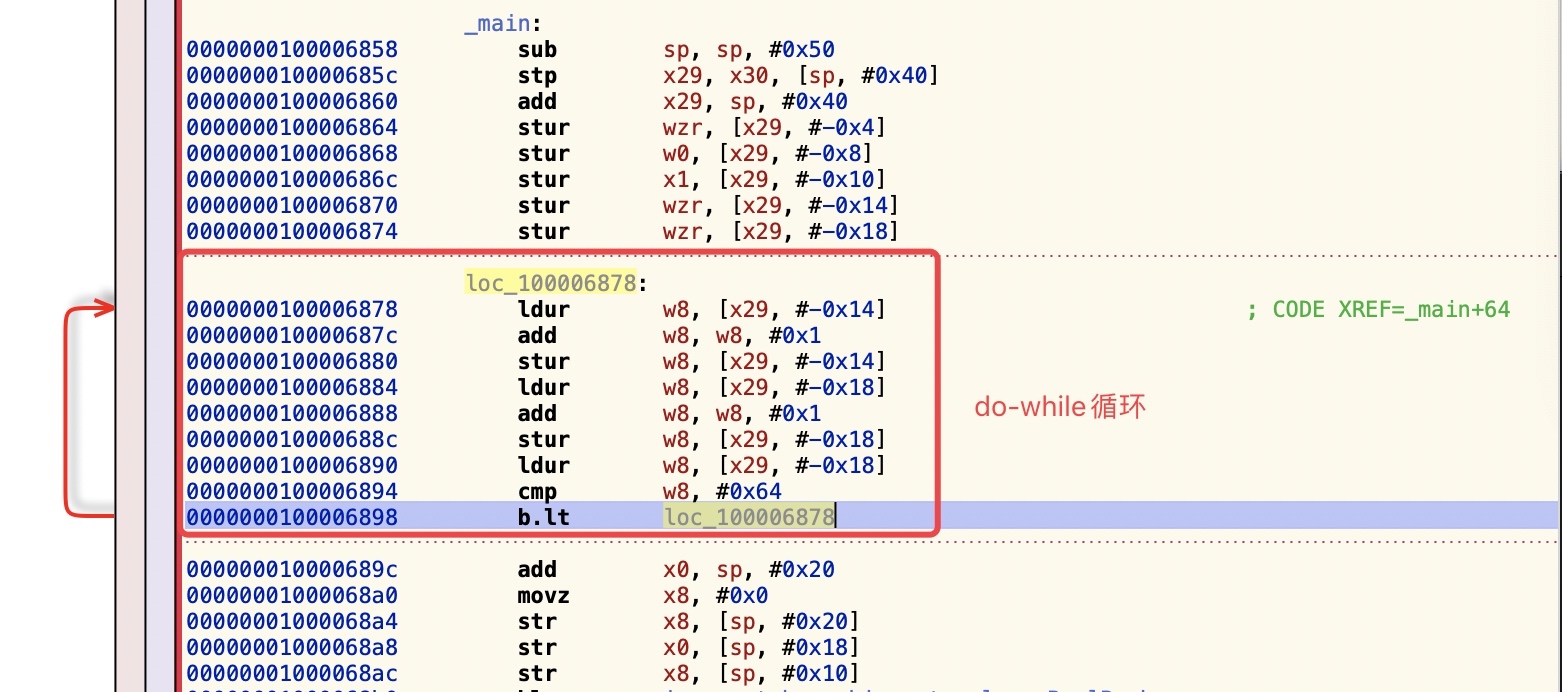 _main:
0000000100006858 sub sp, sp, #0x50
000000010000685c stp x29, x30, [sp, #0x40]
0000000100006860 add x29, sp, #0x40
0000000100006864 stur wzr, [x29, #-0x4]
0000000100006868 stur w0, [x29, #-0x8]
000000010000686c stur x1, [x29, #-0x10]
0000000100006870 stur wzr, [x29, #-0x14]
0000000100006874 stur wzr, [x29, #-0x18]
loc_100006878:
0000000100006878 ldur w8, [x29, #-0x14] ; CODE XREF=_main+64
000000010000687c add w8, w8, #0x1
0000000100006880 stur w8, [x29, #-0x14]
0000000100006884 ldur w8, [x29, #-0x18]
0000000100006888 add w8, w8, #0x1
do-while循环
000000010000688c stur w8, [x29, #-0x18]
0000000100006890 ldur w8, [x29, #-0x18]
0000000100006894 cmp w8, #0x64
0000000100006898 b.lt loc_100006878
000000010000689c add x0, sp, #0x20
00000001000068a0 movz x8, #0x0
00000001000068a4 str x8, [sp, #0x20]
00000001000068a8 str x0, [sp, #0x18]
00000001000068ac str x8, [sp, #0x10]